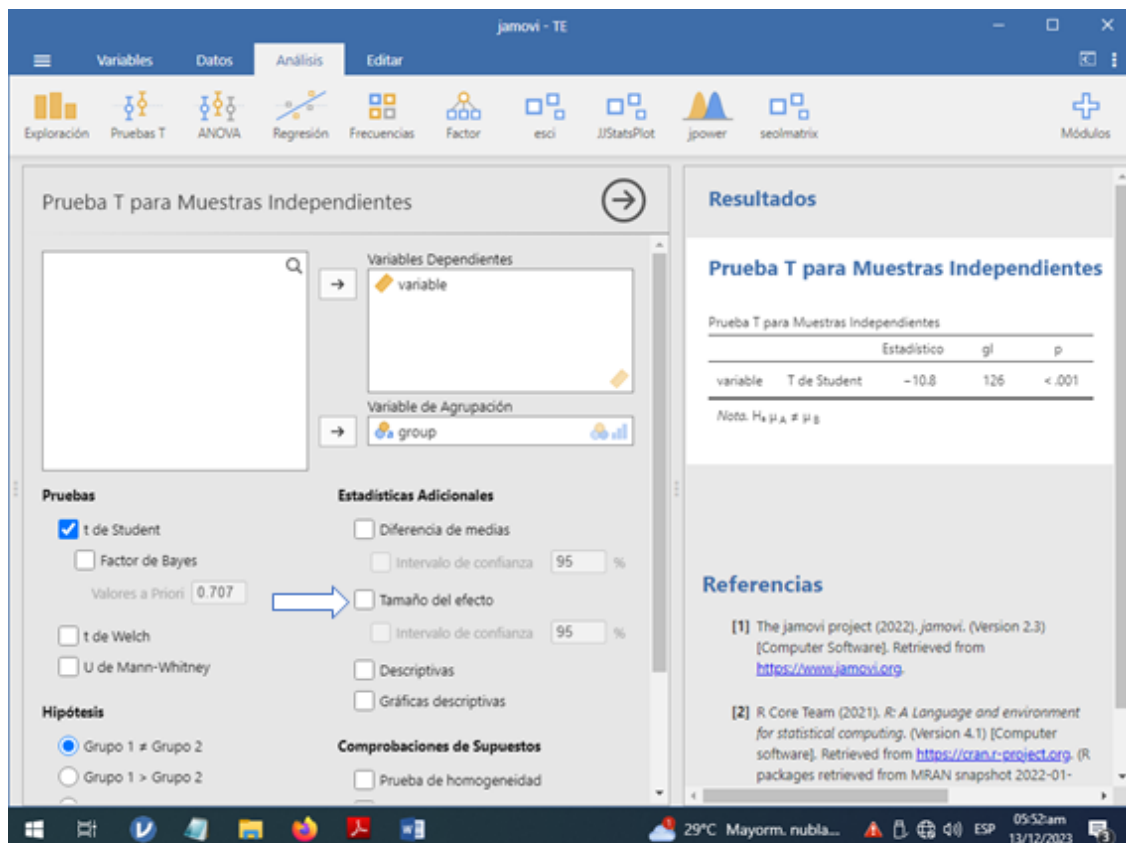 jamovi - TE
Variables Datos Análisis Editar
Exploración Pruebas T ANOVA Regresión Frecuencias Factor esci JJStatsPlot jpower seolmatrix Módulos
Prueba T para Muestras Independientes
Variables Dependientes
variable
Variable de Agrupación
group
Pruebas
t de Student
Factor de Bayes
Valores a Priori 0.707
t de Welch
U de Mann-Whitney
Hipótesis
Grupo 1 ≠ Grupo 2
Grupo 1 > Grupo 2
Estadísticas Adicionales
Diferencia de medias
Intervalo de confianza 95 %
Tamaño del efecto
Intervalo de confianza 95 %
Descriptivas
Gráficas descriptivas
Comprobaciones de Supuestos
Prueba de homogeneidad
Resultados
Prueba T para Muestras Independientes
Prueba T para Muestras Independientes
Estadístico gl p
variable T de Student -10.8 126 < .001
Nota. Hₐ μ A ≠ μ B
Referencias
[1] The jamovi project (2022). jamovi. (Version 2.3)
[Computer Software]. Retrieved from
https://www.jamovi.org.
[2] R Core Team (2021). R: A Language and environment
for statistical computing. (Version 4.1) [Computer
software]. Retrieved from https://cran.r-project.org. (R
packages retrieved from MRAN snapshot 2022-01-
29°C Mayorm. nubla... ESP 05:52am
13/12/2023